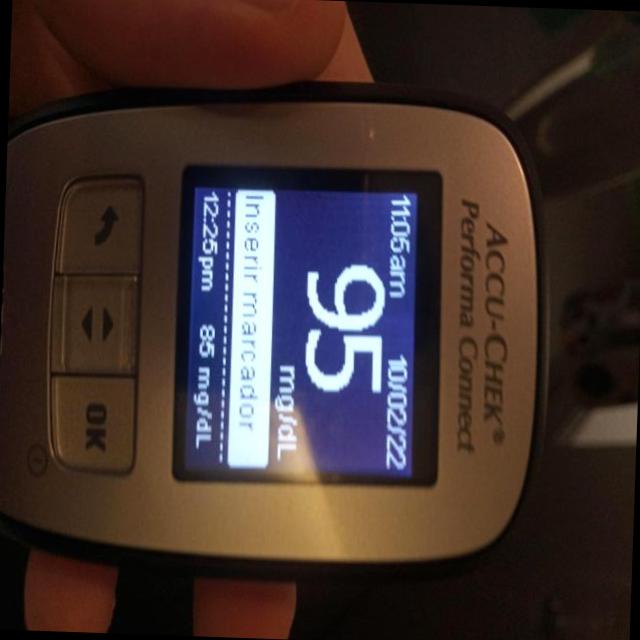 ACCU-CHEK®
Performa Connect
11:05am 10/02/22
95
mg/dL
Inserir marcador
12:25pm 85 mg/dL
OK